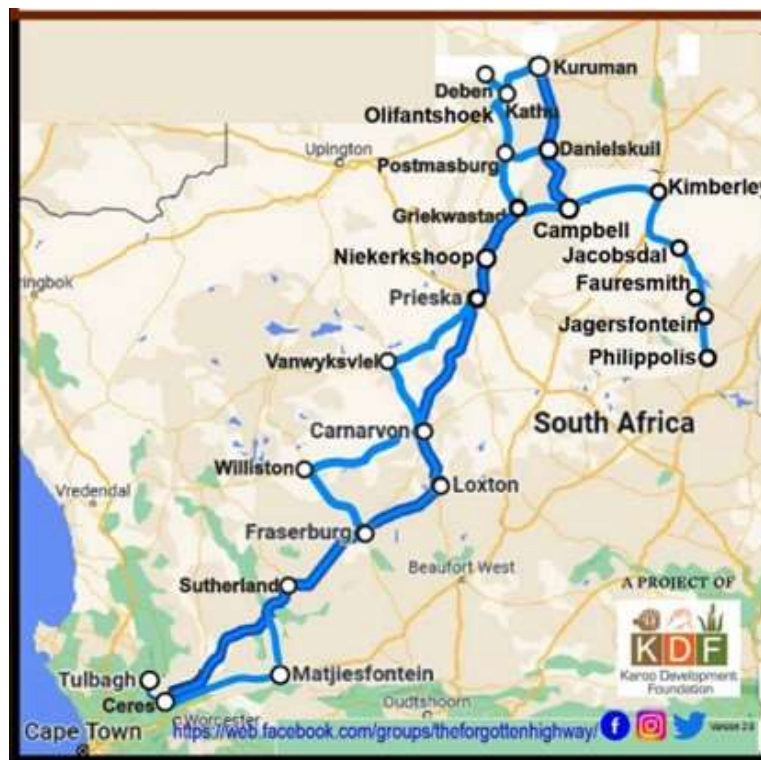 Kuruman
Deben
Kathu
Olifantshoek
Upington
Danielskuil
Postmasburg
Kimberley
Griekwastad
Campbell
Niekerkshoop
Jacobsdal
ringbok
Fauresmith
Prieska
Jagersfontein
Vanwyksvlei
Philippolis
South Africa
Carnarvon
Williston
Loxton
Vredendal
Fraserburg
Beaufort West
Sutherland
A PROJECT OF
KDF
Karoo Development
Foundation
Tulbagh
Matjiesfontein
Ceres
Oudtshoorn
Worcester
Cape Town
https://web.facebook.com/groups/theforgottenhighway/